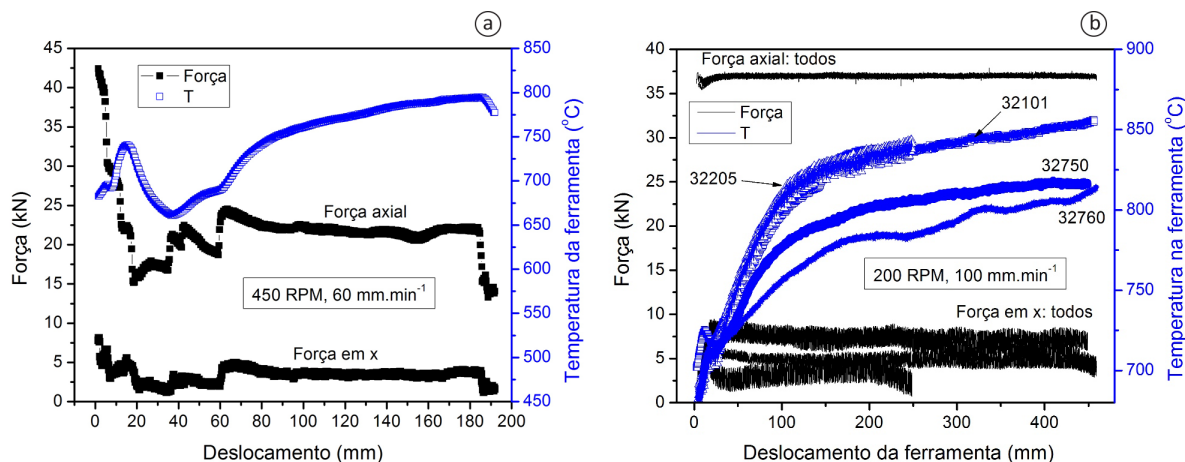 a
Força (kN)
45
40
35
30
25
20
15
10
5
0
Força
T
Força axial
450 RPM, 60 mm.min⁻¹
Força em x
850
800
750
700
650
600
550
500
450
Temperatura da ferramenta (°C)
0 20 40 60 80 100 120 140 160 180 200
Deslocamento (mm)
b
Força (kN)
40
35
30
25
20
15
10
5
0
Força axial: todos
Força
T
32101
32205
32750
32760
200 RPM, 100 mm.min⁻¹
Força em x: todos
900
850
800
750
700
Temperatura na ferramenta (°C)
0 100 200 300 400
Deslocamento da ferramenta (mm)